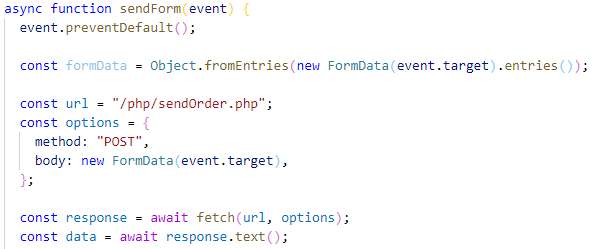 async function sendForm(event) {
event.preventDefault();
const formData = Object.fromEntries(new FormData(event.target).entries());
const url = "/php/sendOrder.php";
const options = {
method: "POST",
body: new FormData(event.target),
};
const response = await fetch(url, options);
const data = await response.text();